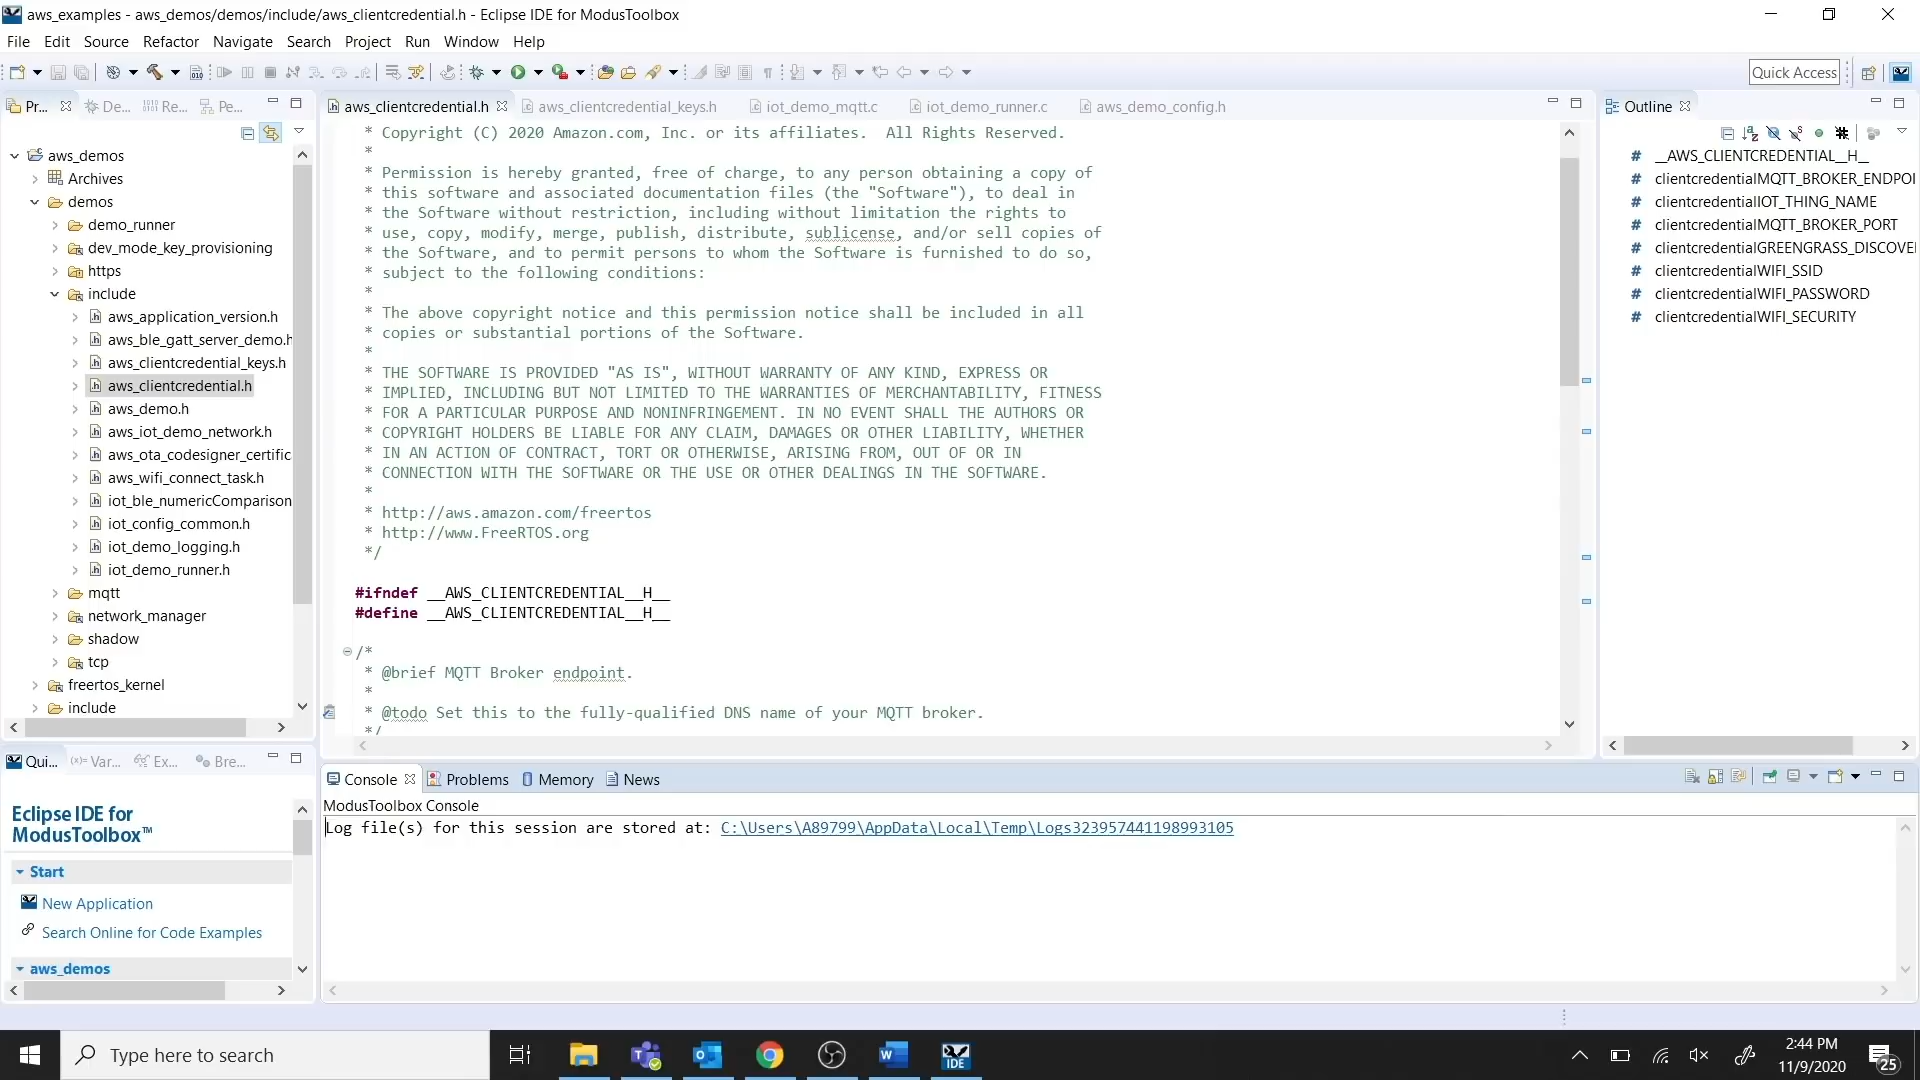 aws_examples - aws_demos/demos/include/aws_clientcredential.h - Eclipse IDE for ModusToolbox
File Edit Source Refactor Navigate Search Project Run Window Help
Quick Access
Pr... De... Re... Pe...
aws_demos
Archives
demos
demo_runner
dev_mode_key_provisioning
https
include
aws_application_version.h
aws_ble_gatt_server_demo.h
aws_clientcredential_keys.h
aws_clientcredential.h
aws_demo.h
aws_iot_demo_network.h
aws_ota_codesigner_certific
aws_wifi_connect_task.h
iot_ble_numericComparison
iot_config_common.h
iot_demo_logging.h
iot_demo_runner.h
mqtt
network_manager
shadow
tcp
freertos_kernel
include
aws_clientcredential.h aws_clientcredential_keys.h iot_demo_mqtt.c iot_demo_runner.c aws_demo_config.h
* Copyright (C) 2020 Amazon.com, Inc. or its affiliates.  All Rights Reserved.
*
* Permission is hereby granted, free of charge, to any person obtaining a copy of
* this software and associated documentation files (the "Software"), to deal in
* the Software without restriction, including without limitation the rights to
* use, copy, modify, merge, publish, distribute, sublicense, and/or sell copies of
* the Software, and to permit persons to whom the Software is furnished to do so,
* subject to the following conditions:
*
* The above copyright notice and this permission notice shall be included in all
* copies or substantial portions of the Software.
*
* THE SOFTWARE IS PROVIDED "AS IS", WITHOUT WARRANTY OF ANY KIND, EXPRESS OR
* IMPLIED, INCLUDING BUT NOT LIMITED TO THE WARRANTIES OF MERCHANTABILITY, FITNESS
* FOR A PARTICULAR PURPOSE AND NONINFRINGEMENT. IN NO EVENT SHALL THE AUTHORS OR
* COPYRIGHT HOLDERS BE LIABLE FOR ANY CLAIM, DAMAGES OR OTHER LIABILITY, WHETHER
* IN AN ACTION OF CONTRACT, TORT OR OTHERWISE, ARISING FROM, OUT OF OR IN
* CONNECTION WITH THE SOFTWARE OR THE USE OR OTHER DEALINGS IN THE SOFTWARE.
*
* http://aws.amazon.com/freertos
* http://www.FreeRTOS.org
*/
#ifndef __AWS_CLIENTCREDENTIAL__H__
#define __AWS_CLIENTCREDENTIAL__H__
/*
* @brief MQTT Broker endpoint.
*
* @todo Set this to the fully-qualified DNS name of your MQTT broker.
*/
Outline
# __AWS_CLIENTCREDENTIAL__H__
# clientcredentialMQTT_BROKER_ENDPOI
# clientcredentialIOT_THING_NAME
# clientcredentialMQTT_BROKER_PORT
# clientcredentialGREENGRASS_DISCOVE
# clientcredentialWIFI_SSID
# clientcredentialWIFI_PASSWORD
# clientcredentialWIFI_SECURITY
Qui... (x)= Var... Ex... Bre...
Eclipse IDE for
ModusToolbox™
Start
New Application
Search Online for Code Examples
aws_demos
Console Problems Memory News
ModusToolbox Console
Log file(s) for this session are stored at: C:\Users\A89799\AppData\Local\Temp\Logs323957441198993105
Type here to search
IDE
2:44 PM
11/9/2020
25